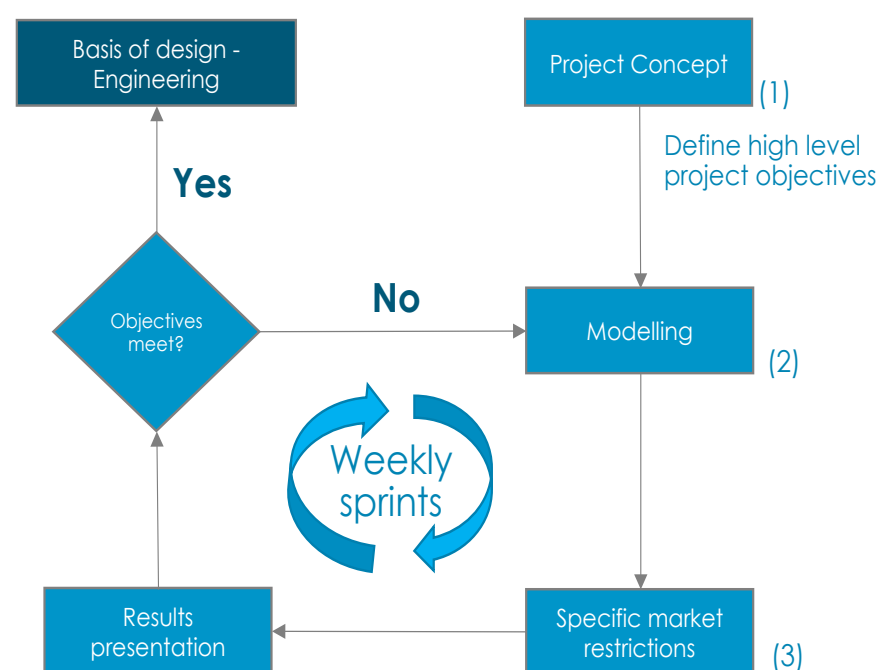 Basis of design -
Engineering
Project Concept
(1)
Define high level
project objectives
Yes
No
Objectives
meet?
Modelling
(2)
Weekly
sprints
Results
presentation
Specific market
restrictions
(3)